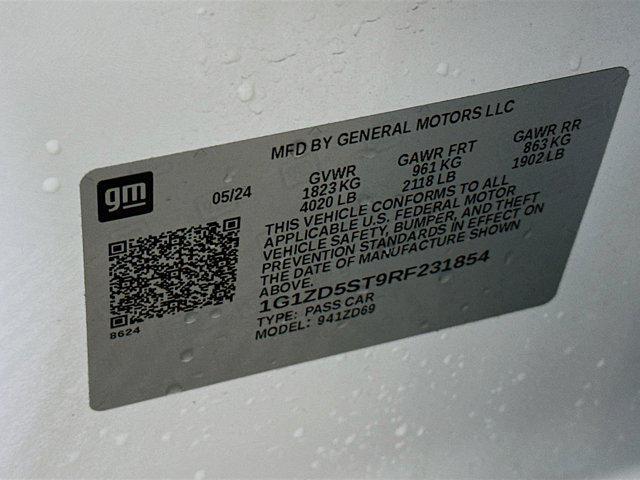 MFD BY GENERAL MOTORS LLC
gm
05/24
GVWR GAWR FRT GAWR RR
1823 KG 961 KG 863 KG
4020 LB 2118 LB 1902 LB
THIS VEHICLE CONFORMS TO ALL
APPLICABLE U.S. FEDERAL MOTOR
VEHICLE SAFETY, BUMPER, AND THEFT
PREVENTION STANDARDS IN EFFECT ON
THE DATE OF MANUFACTURE SHOWN
ABOVE.
1G1ZD5ST9RF231854
TYPE: PASS CAR
MODEL: 941ZD69
8624